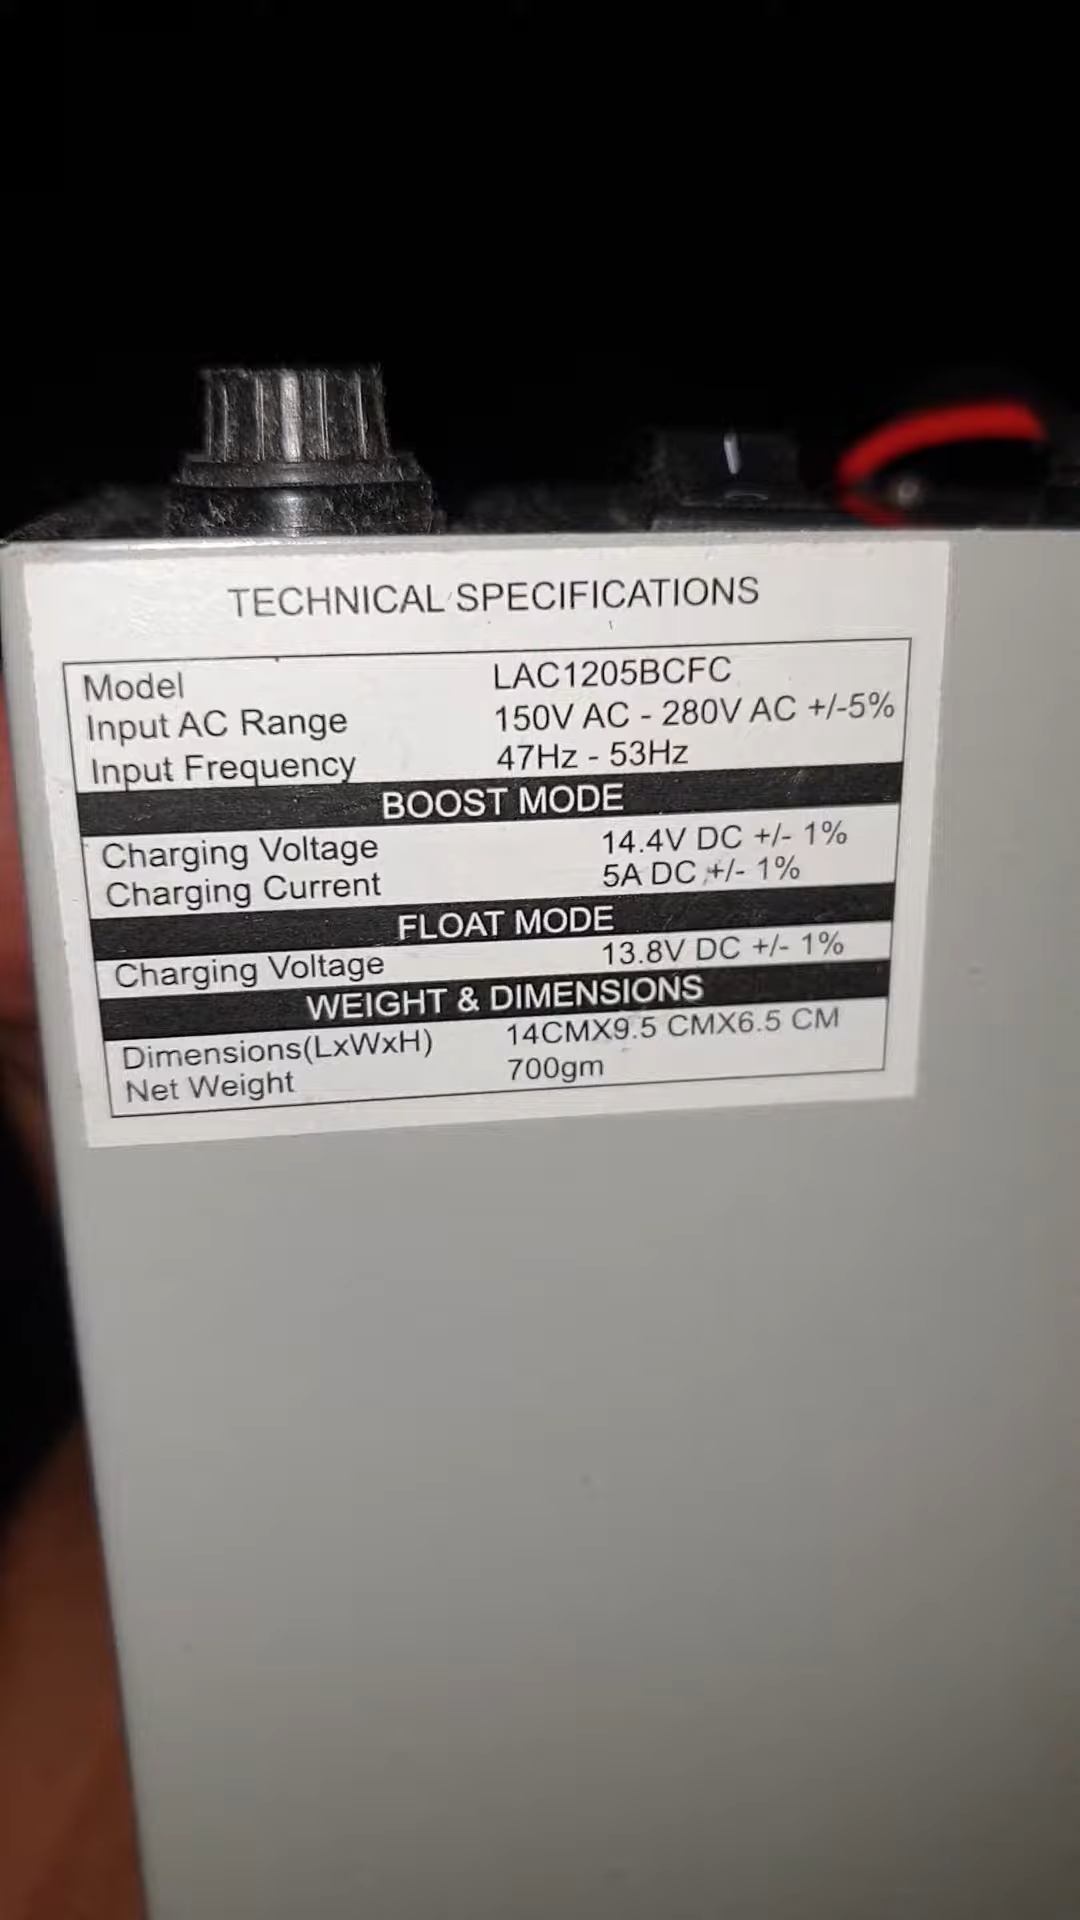 TECHNICAL SPECIFICATIONS
Model LAC1205BCFC
Input AC Range 150V AC - 280V AC +/-5%
Input Frequency 47Hz - 53Hz
BOOST MODE
Charging Voltage 14.4V DC +/- 1%
Charging Current 5A DC +/- 1%
FLOAT MODE
Charging Voltage 13.8V DC +/- 1%
WEIGHT & DIMENSIONS
Dimensions(LxWxH) 14CMX9.5 CMX6.5 CM
Net Weight 700gm